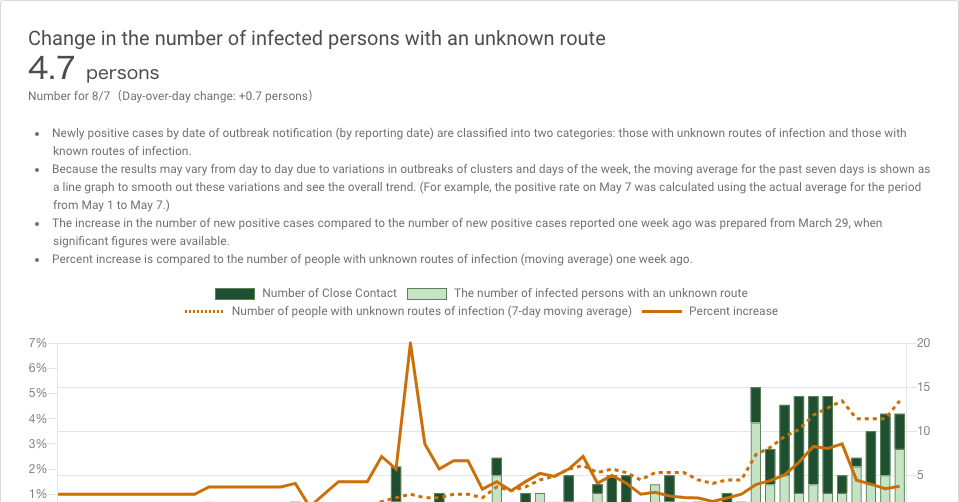 Change in the number of infected persons with an unknown route
4.7 persons
Number for 8/7（Day-over-day change: +0.7 persons）
• Newly positive cases by date of outbreak notification (by reporting date) are classified into two categories: those with unknown routes of infection and those with
known routes of infection.
• Because the results may vary from day to day due to variations in outbreaks of clusters and days of the week, the moving average for the past seven days is shown as
a line graph to smooth out these variations and see the overall trend. (For example, the positive rate on May 7 was calculated using the actual average for the period
from May 1 to May 7.)
• The increase in the number of new positive cases compared to the number of new positive cases reported one week ago was prepared from March 29, when
significant figures were available.
• Percent increase is compared to the number of people with unknown routes of infection (moving average) one week ago.
Number of Close Contact The number of infected persons with an unknown route
Number of people with unknown routes of infection (7-day moving average) Percent increase
7% 20
6%
5% 15
4%
3% 10
2%
1% 5